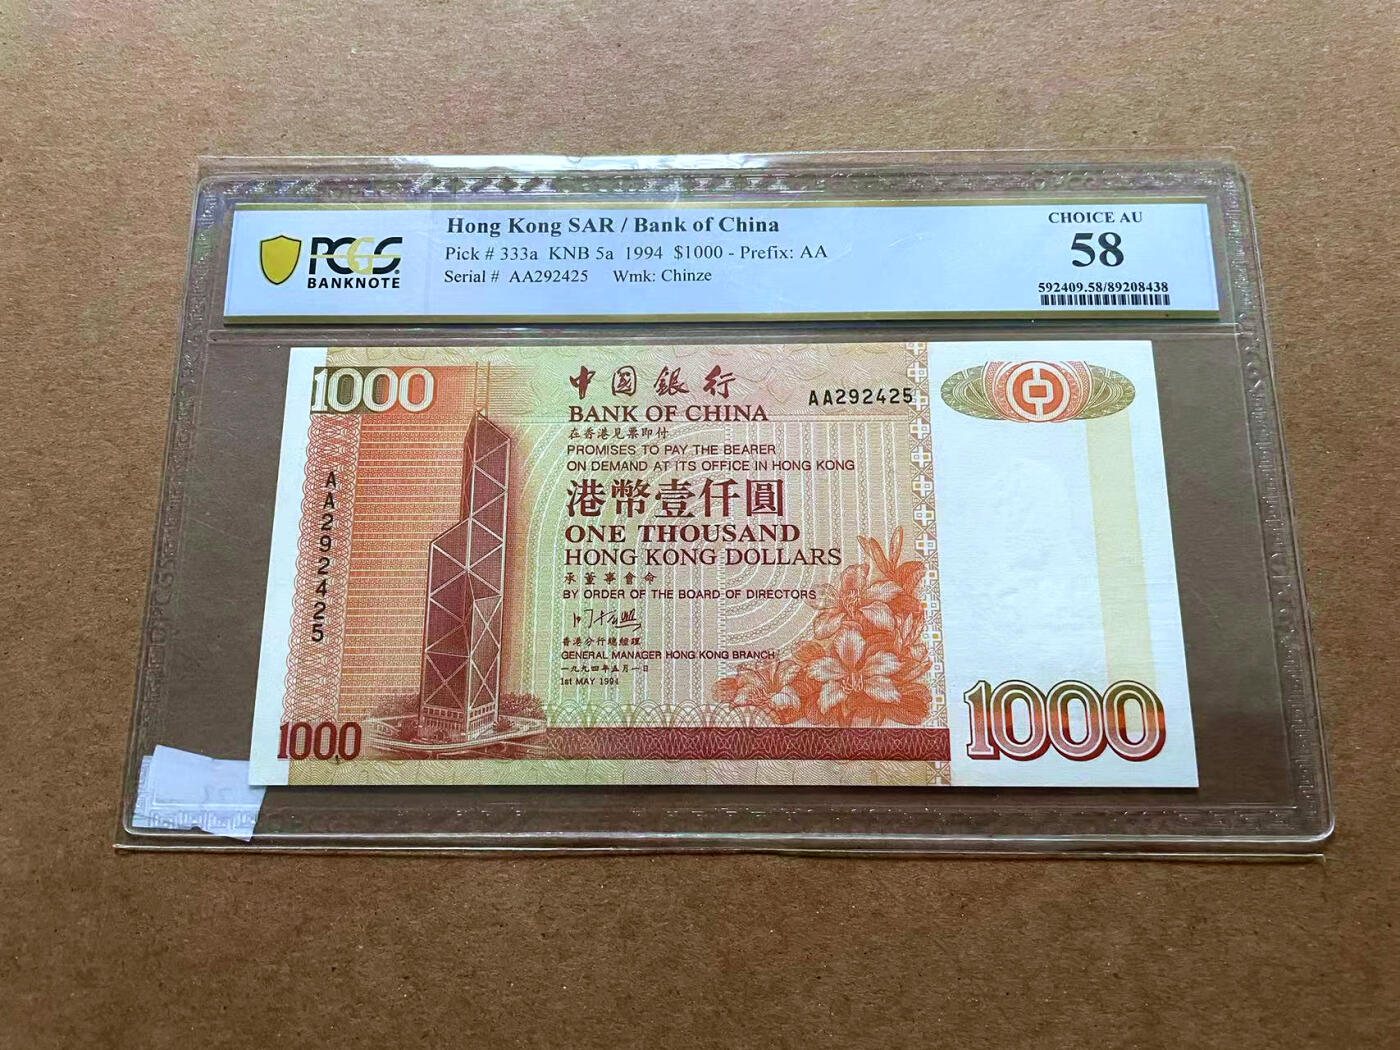 PCGS
BANKNOTE
Hong Kong SAR / Bank of China
Pick # 333a KNB 5a 1994 $1000 - Prefix: AA
Serial # AA292425 Wmk: Chinze
CHOICE AU
58
592409.58/89208438
1000
中國銀行
BANK OF CHINA
AA292425
在香港見票即付
PROMISES TO PAY THE BEARER
ON DEMAND AT ITS OFFICE IN HONG KONG
港幣壹仟圓
ONE THOUSAND
HONG KONG DOLLARS
承董事會命
BY ORDER OF THE BOARD OF DIRECTORS
香港分行總經理
GENERAL MANAGER HONG KONG BRANCH
一九九四年五月一日
1st MAY 1994
AA292425
1000
1000